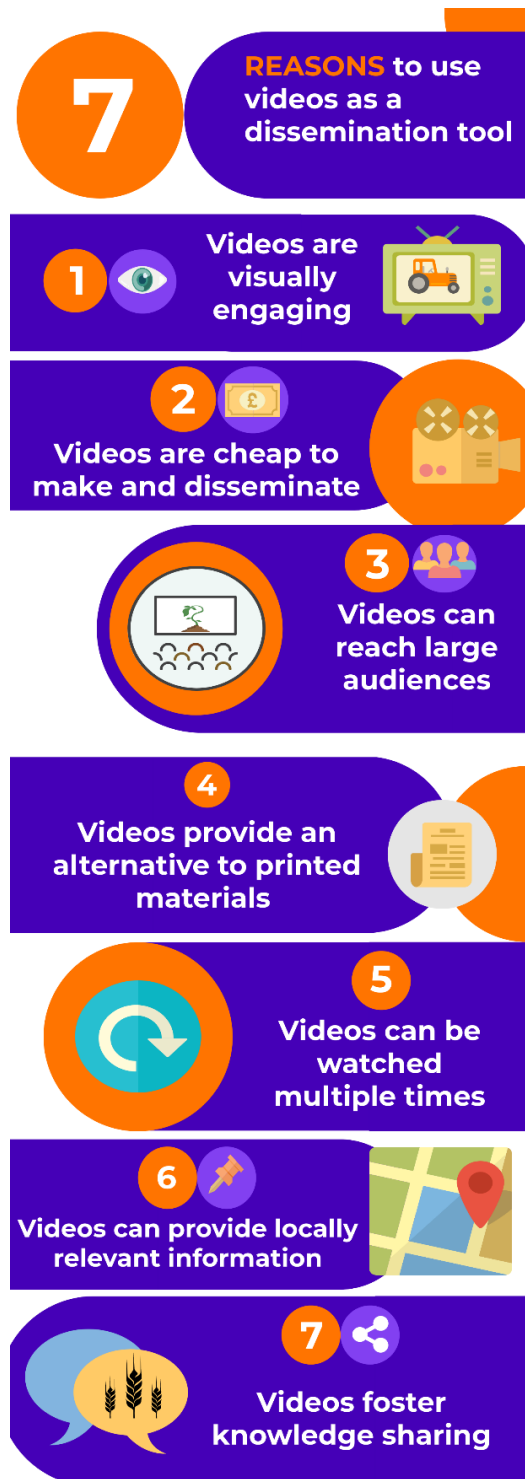 7
REASONS to use
videos as a
dissemination tool
1
Videos are
visually
engaging
2
£
Videos are cheap to
make and disseminate
3
Videos can
reach large
audiences
4
Videos provide an
alternative to printed
materials
5
Videos can be
watched
multiple times
6
Videos can provide locally
relevant information
7
Videos foster
knowledge sharing